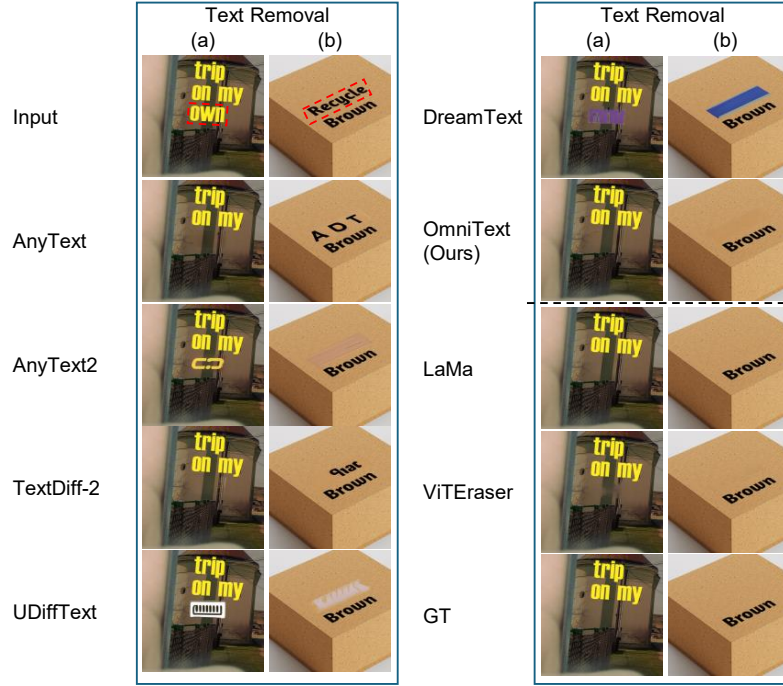 Text Removal
(a) (b)
Input
trip
on my
own
Recycle
Brown
AnyText
trip
on my
A D T
Brown
AnyText2
trip
on my
Brown
TextDiff-2
trip
on my
Brown
UDiffText
trip
on my
Brown
Text Removal
(a) (b)
DreamText
trip
on my
Brown
OmniText
(Ours)
trip
on my
Brown
LaMa
trip
on my
Brown
ViTEraser
trip
on my
Brown
GT
trip
on my
Brown